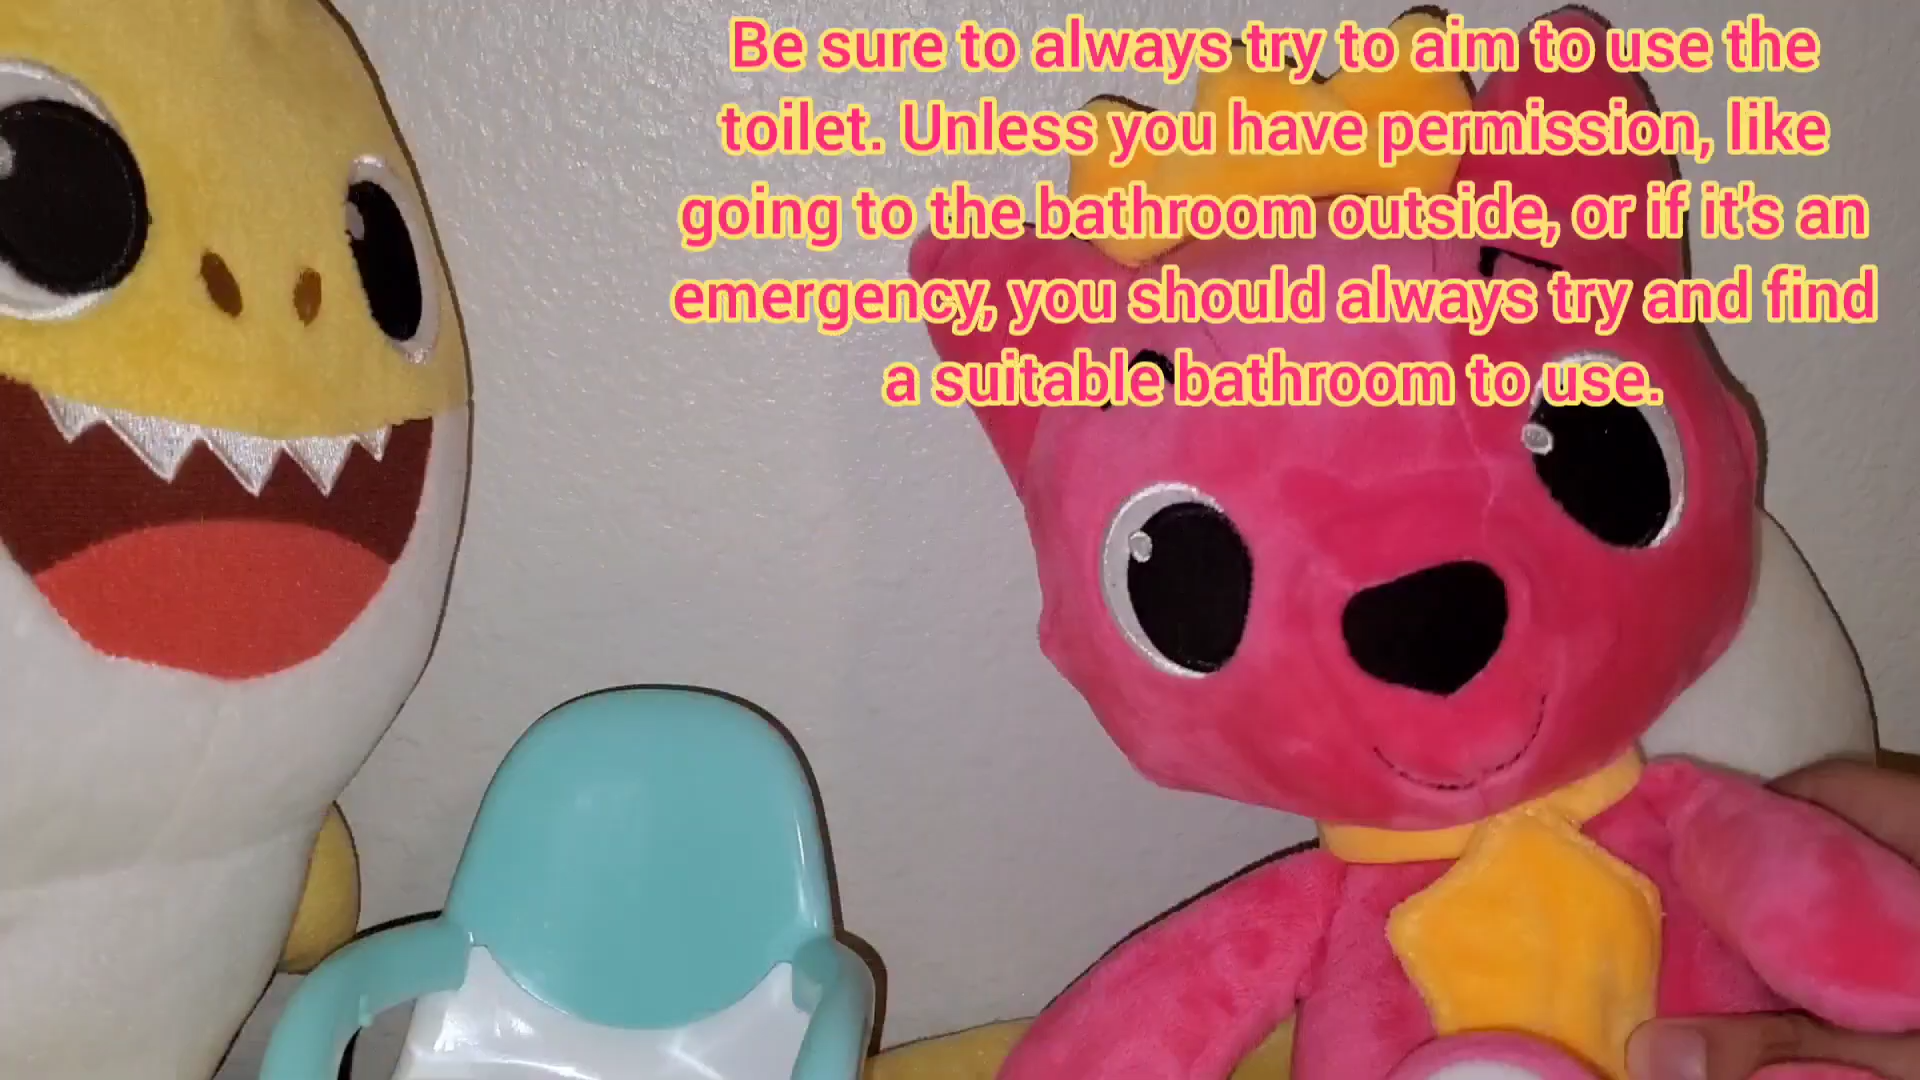 Be sure to always try to aim to use the
toilet. Unless you have permission, like
going to the bathroom outside, or if it's an
emergency, you should always try and find
a suitable bathroom to use.